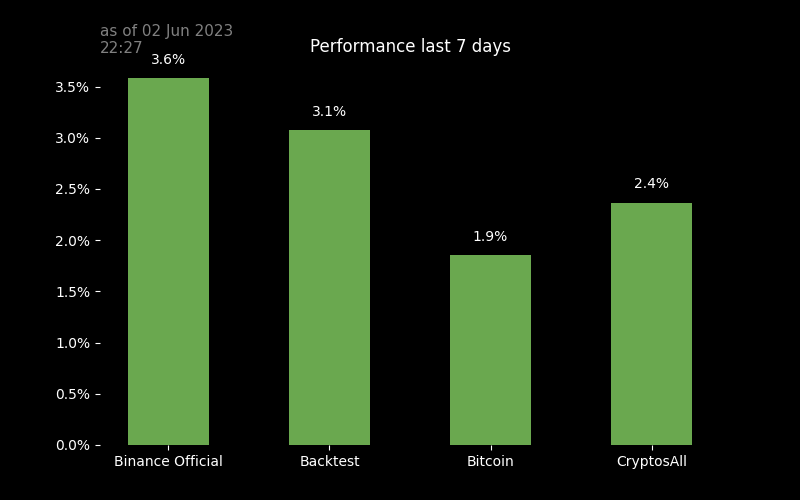 as of 02 Jun 2023
22:27
Performance last 7 days
3.6%
3.1%
1.9%
2.4%
3.5%
3.0%
2.5%
2.0%
1.5%
1.0%
0.5%
0.0%
Binance Official
Backtest
Bitcoin
CryptosAll